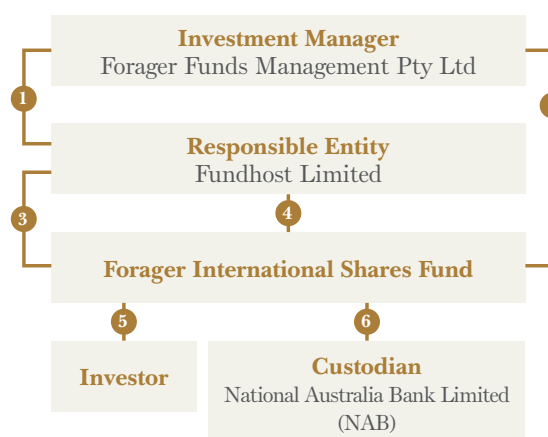 Investment Manager
Forager Funds Management Pty Ltd
1
Responsible Entity
Fundhost Limited
3
4
Forager International Shares Fund
5
6
Investor
Custodian
National Australia Bank Limited
(NAB)